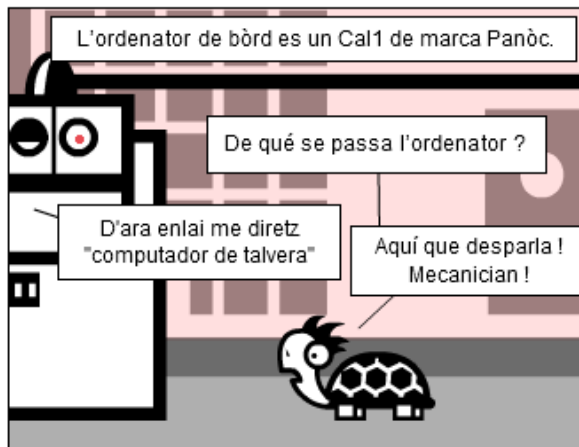 L'ordenator de bòrd es un Cal1 de marca Panòc.
De qué se passa l'ordenator ?
D'ara enlai me diretz
"computador de talvera"
Aquí que desparla !
Mecanician !